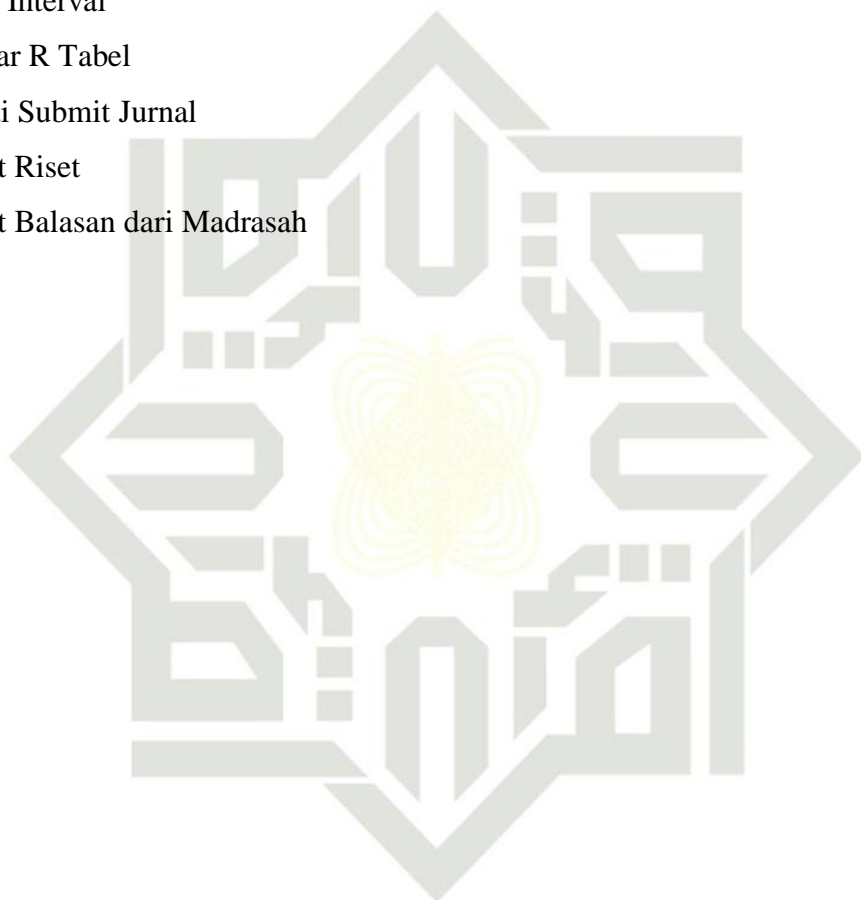 Interval
ar R Tabel
i Submit Jurnal
t Riset
t Balasan dari Madrasah